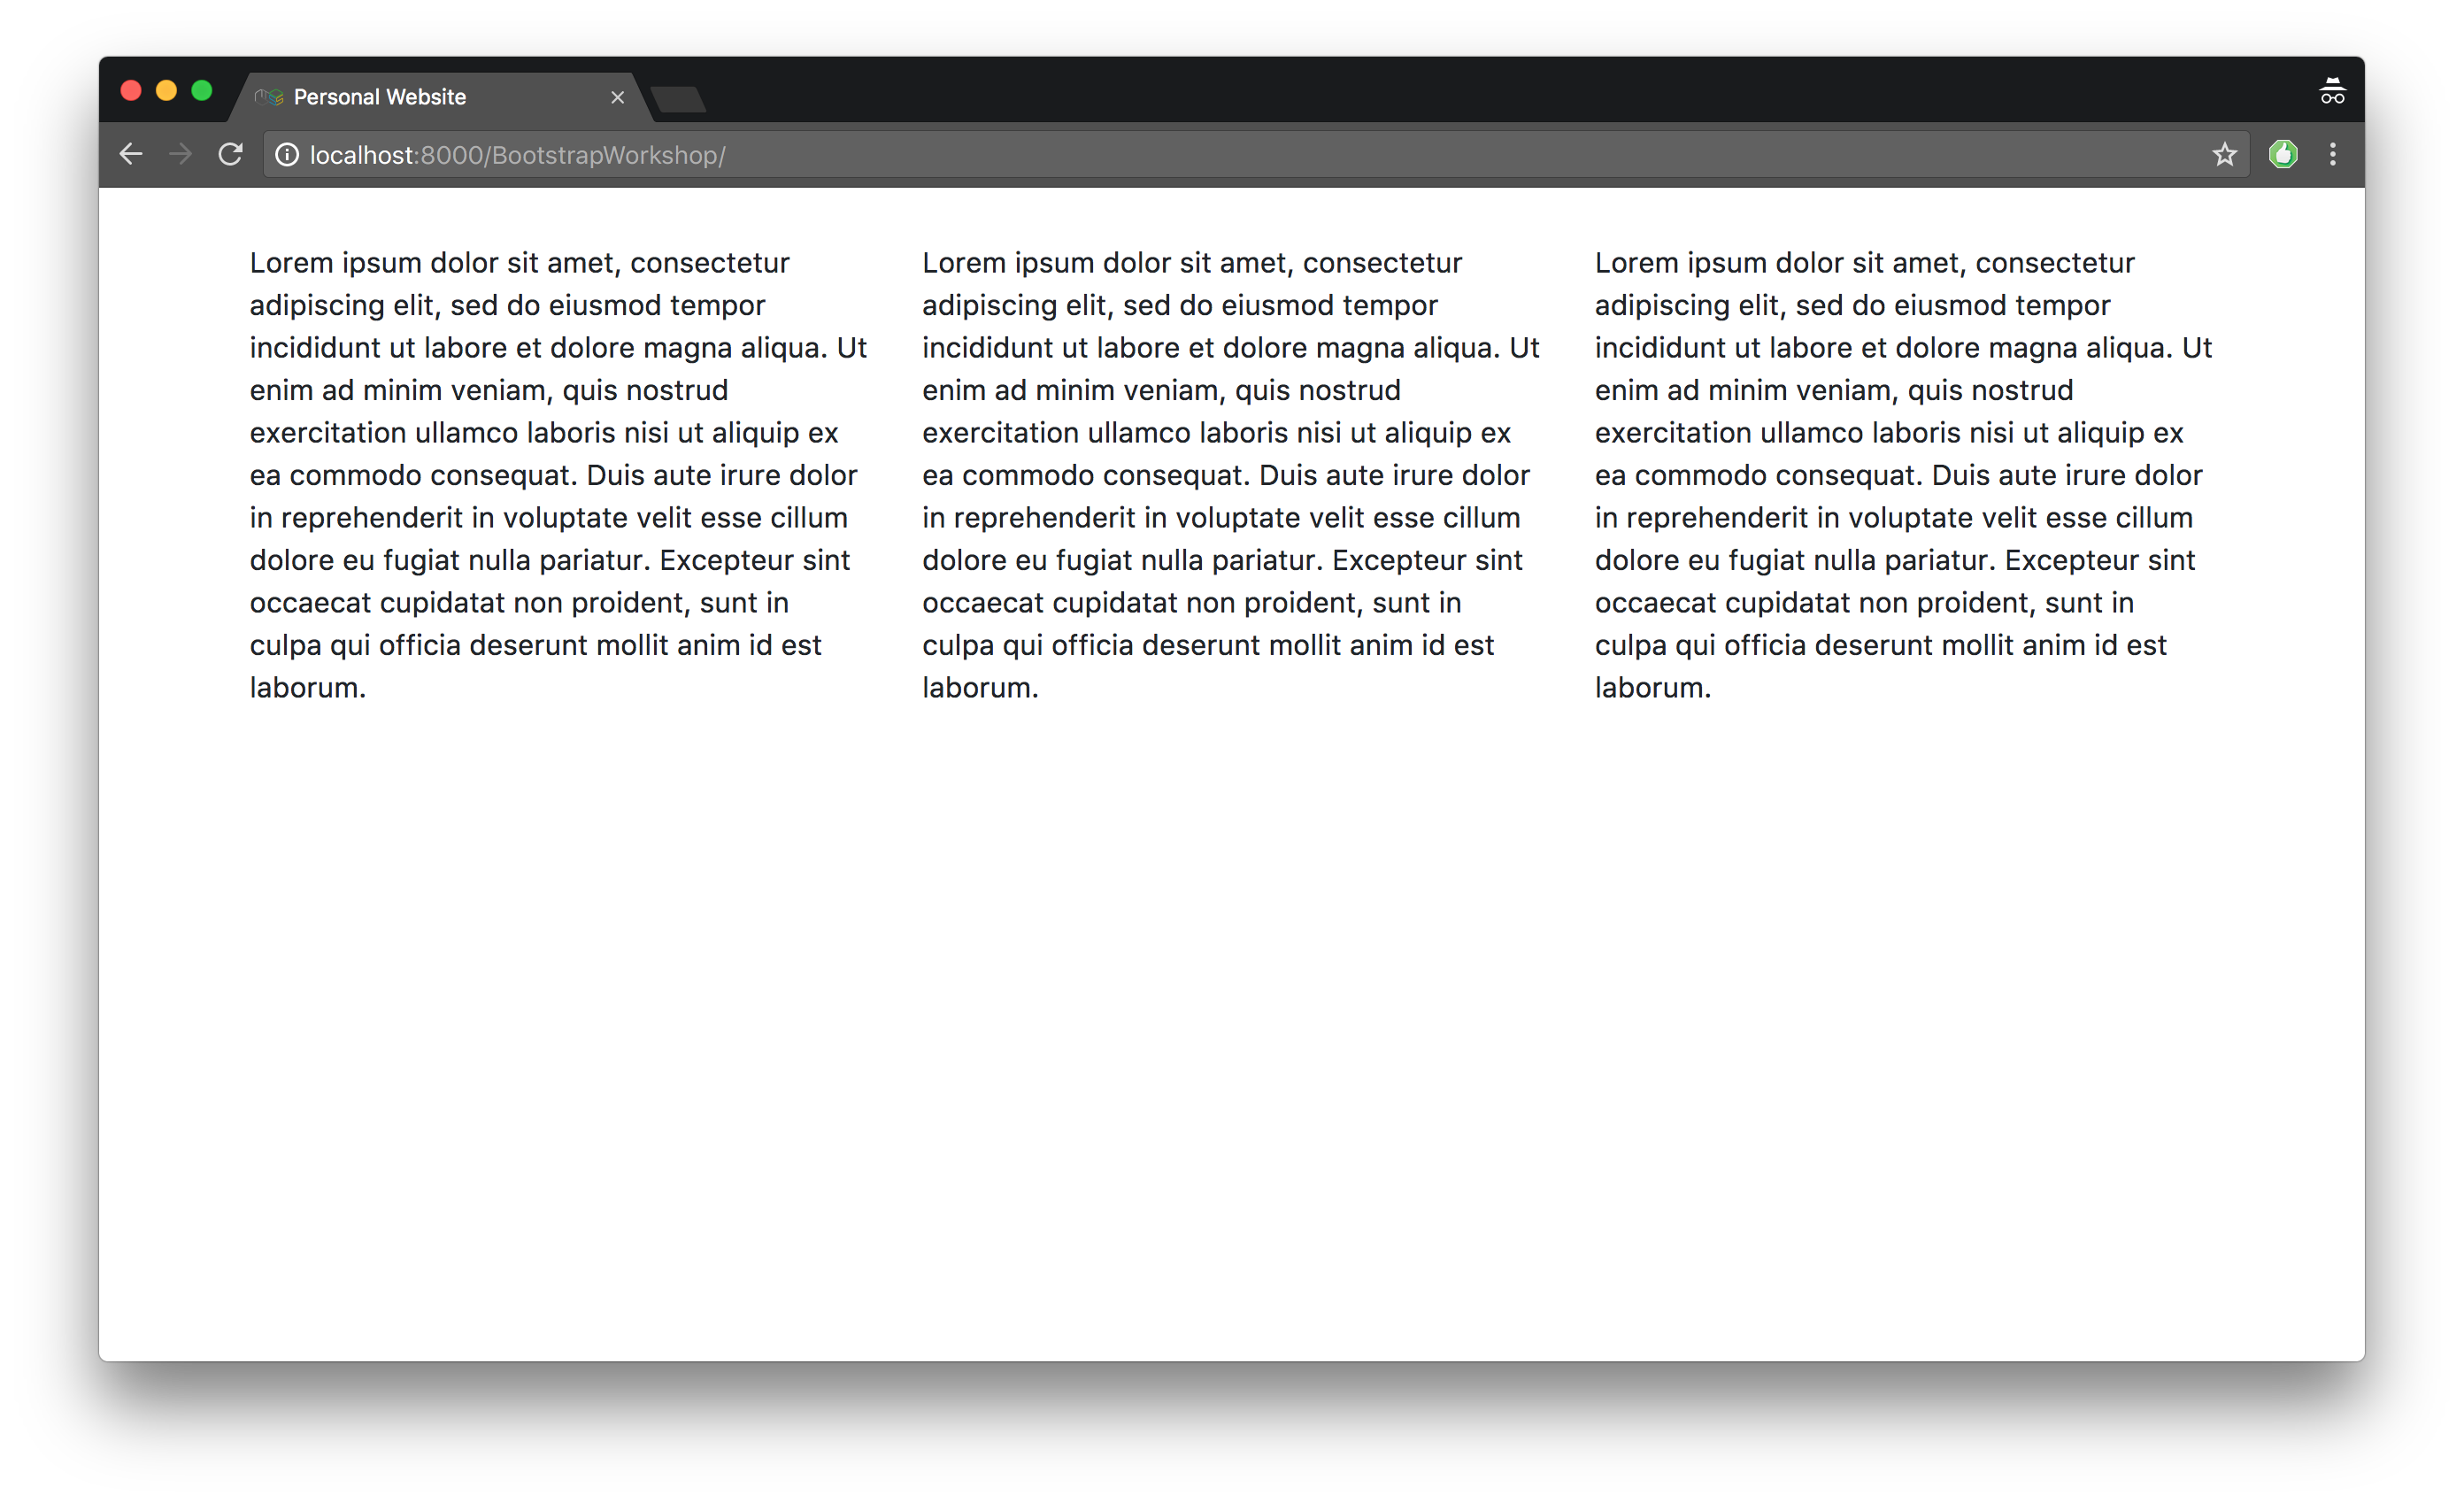 Personal Website
localhost:8000/BootstrapWorkshop/
Lorem ipsum dolor sit amet, consectetur
adipiscing elit, sed do eiusmod tempor
incididunt ut labore et dolore magna aliqua. Ut
enim ad minim veniam, quis nostrud
exercitation ullamco laboris nisi ut aliquip ex
ea commodo consequat. Duis aute irure dolor
in reprehenderit in voluptate velit esse cillum
dolore eu fugiat nulla pariatur. Excepteur sint
occaecat cupidatat non proident, sunt in
culpa qui officia deserunt mollit anim id est
laborum.
Lorem ipsum dolor sit amet, consectetur
adipiscing elit, sed do eiusmod tempor
incididunt ut labore et dolore magna aliqua. Ut
enim ad minim veniam, quis nostrud
exercitation ullamco laboris nisi ut aliquip ex
ea commodo consequat. Duis aute irure dolor
in reprehenderit in voluptate velit esse cillum
dolore eu fugiat nulla pariatur. Excepteur sint
occaecat cupidatat non proident, sunt in
culpa qui officia deserunt mollit anim id est
laborum.
Lorem ipsum dolor sit amet, consectetur
adipiscing elit, sed do eiusmod tempor
incididunt ut labore et dolore magna aliqua. Ut
enim ad minim veniam, quis nostrud
exercitation ullamco laboris nisi ut aliquip ex
ea commodo consequat. Duis aute irure dolor
in reprehenderit in voluptate velit esse cillum
dolore eu fugiat nulla pariatur. Excepteur sint
occaecat cupidatat non proident, sunt in
culpa qui officia deserunt mollit anim id est
laborum.